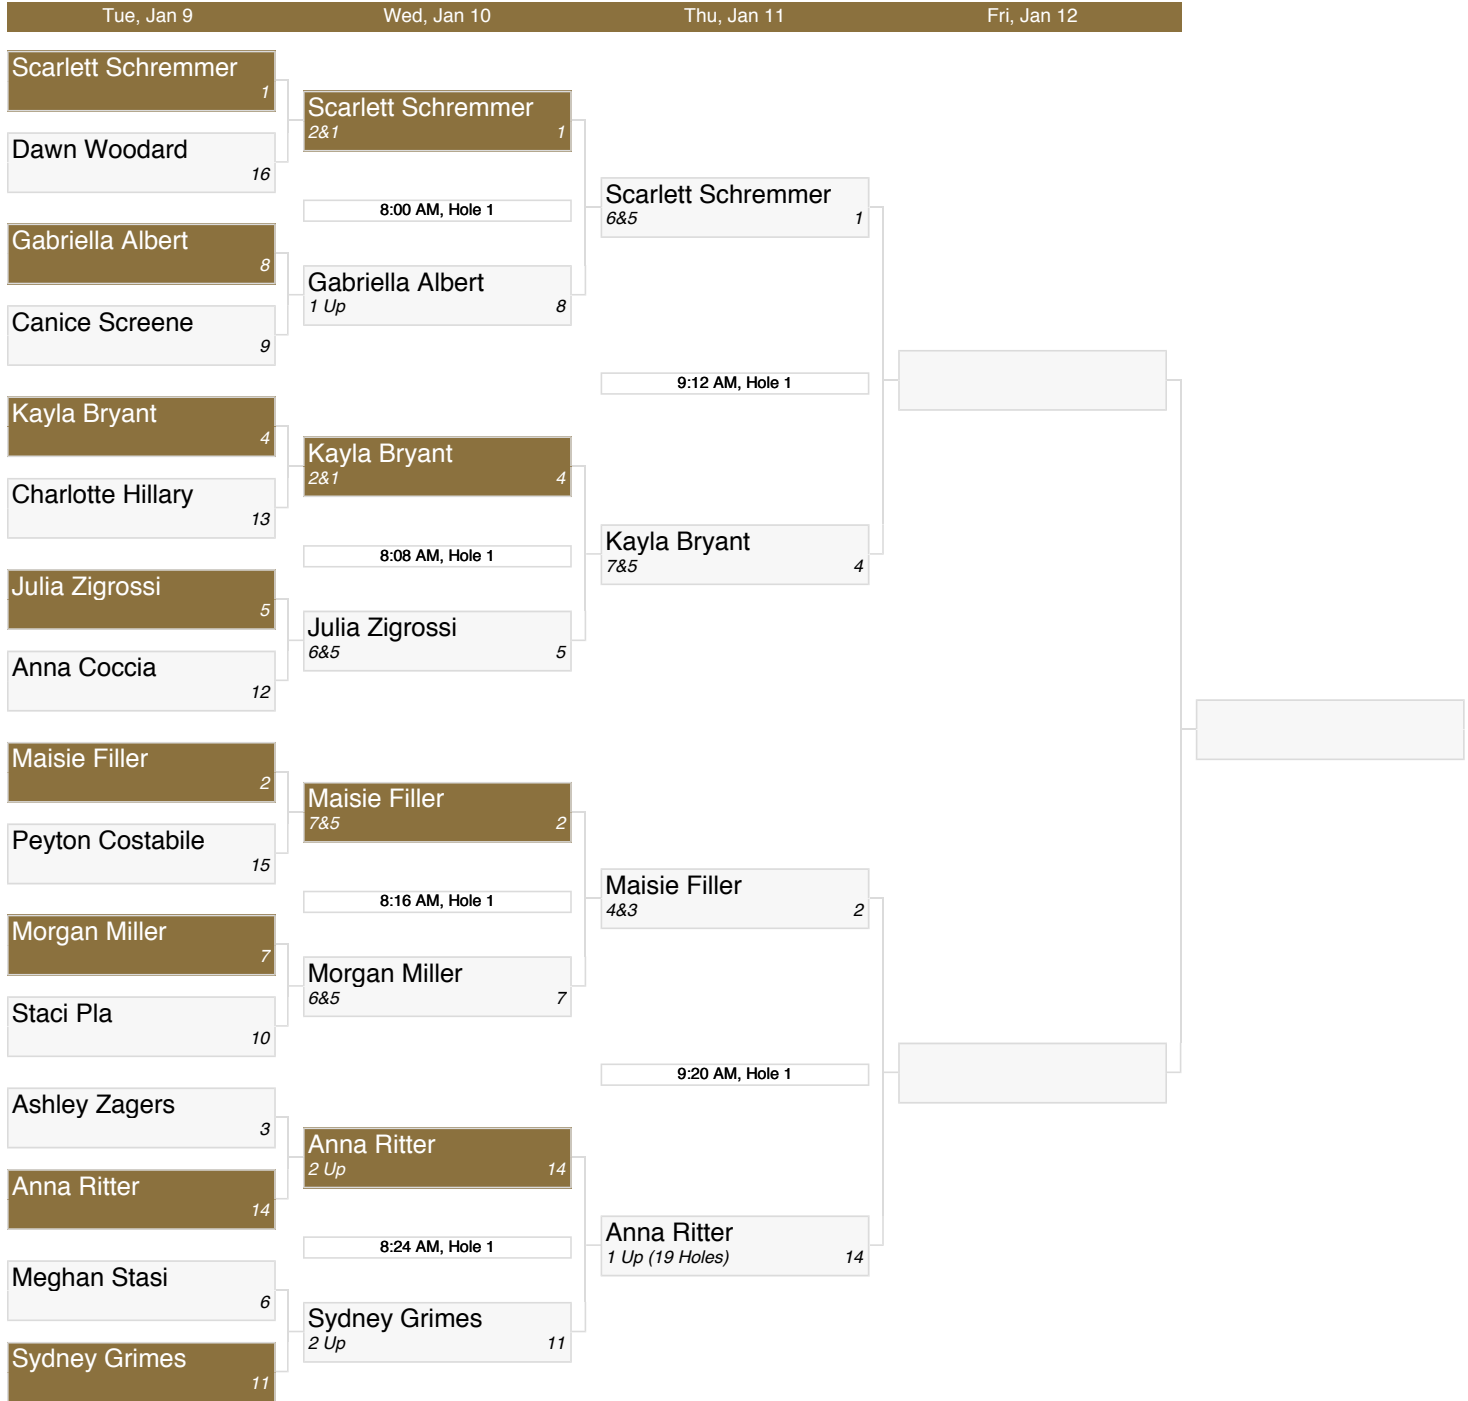 Tue, Jan 9
Wed, Jan 10
Thu, Jan 11
Fri, Jan 12
Scarlett Schremmer
1
Dawn Woodard
16
Gabriella Albert
8
Canice Screene
9
Kayla Bryant
4
Charlotte Hillary
13
Julia Zigrossi
5
Anna Coccia
12
Maisie Filler
2
Peyton Costabile
15
Morgan Miller
7
Staci Pla
10
Ashley Zagers
3
Anna Ritter
14
Meghan Stasi
6
Sydney Grimes
11
Scarlett Schremmer
2&1 1
8:00 AM, Hole 1
Gabriella Albert
1 Up 8
Kayla Bryant
2&1 4
8:08 AM, Hole 1
Julia Zigrossi
6&5 5
Maisie Filler
7&5 2
8:16 AM, Hole 1
Morgan Miller
6&5 7
Anna Ritter
2 Up 14
8:24 AM, Hole 1
Sydney Grimes
2 Up 11
Scarlett Schremmer
6&5 1
9:12 AM, Hole 1
Kayla Bryant
7&5 4
Maisie Filler
4&3 2
9:20 AM, Hole 1
Anna Ritter
1 Up (19 Holes) 14